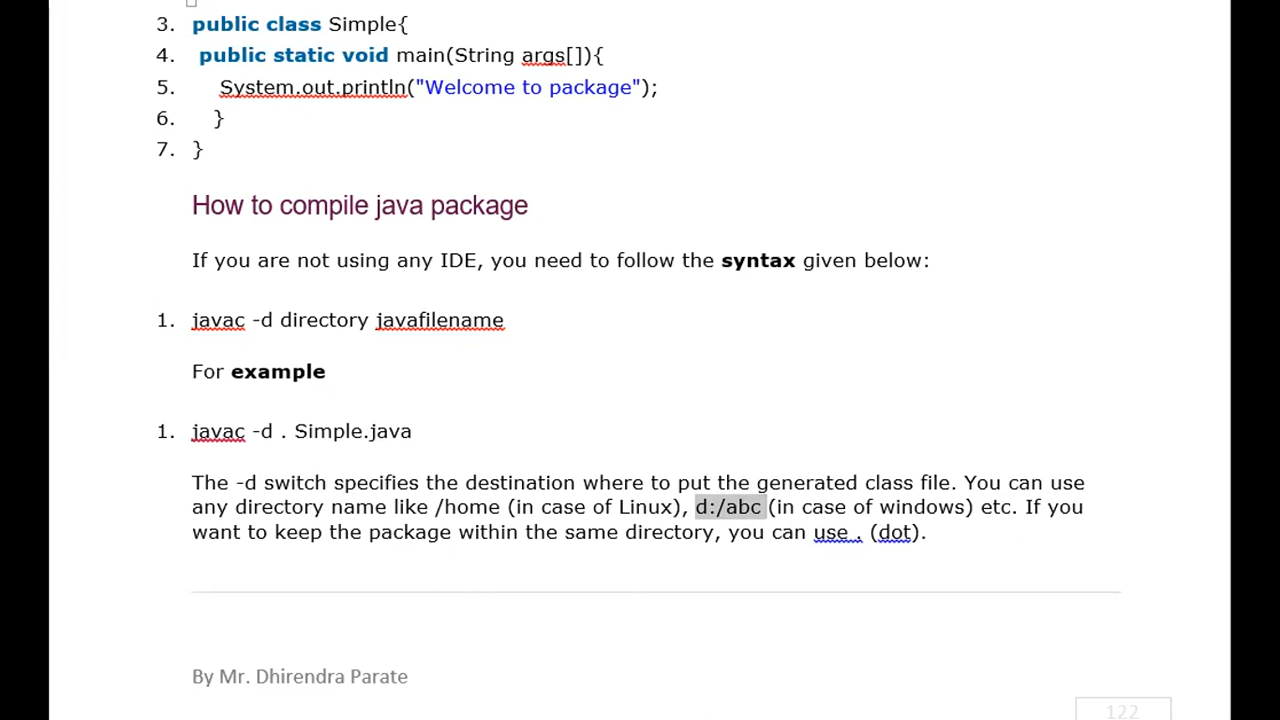 3. public class Simple{
4. public static void main(String args[]){
5. System.out.println("Welcome to package");
6. }
7. }
How to compile java package
If you are not using any IDE, you need to follow the syntax given below:
1. javac -d directory javafilename
For example
1. javac -d . Simple.java
The -d switch specifies the destination where to put the generated class file. You can use
any directory name like /home (in case of Linux), d:/abc (in case of windows) etc. If you
want to keep the package within the same directory, you can use . (dot).
By Mr. Dhirendra Parate
122